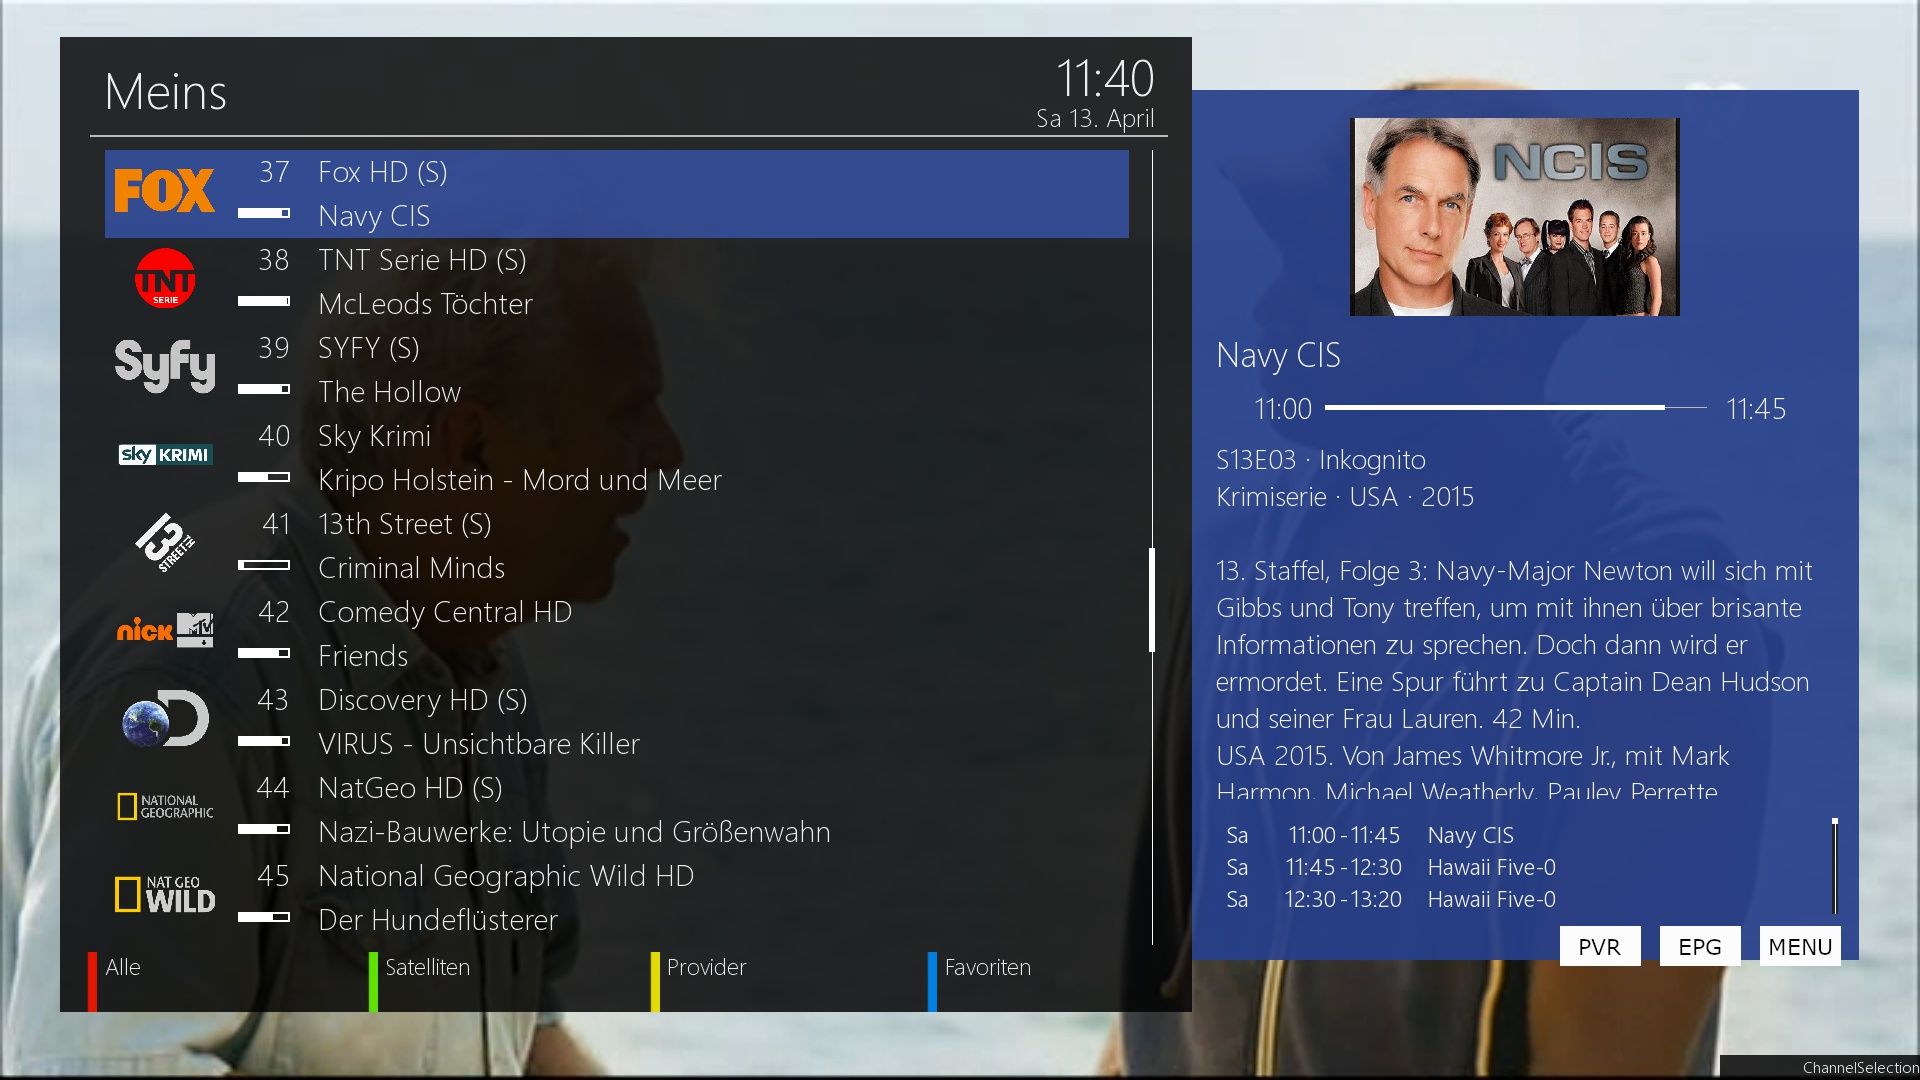 Meins
11:40
Sa 13. April
FOX
37 Fox HD (S)
Navy CIS
TNT
SERIE
38 TNT Serie HD (S)
McLeods Töchter
Syfy
39 SYFY (S)
The Hollow
sky KRIMI
40 Sky Krimi
Kripo Holstein - Mord und Meer
13
STREET
41 13th Street (S)
Criminal Minds
nick MTV
42 Comedy Central HD
Friends
D
43 Discovery HD (S)
VIRUS - Unsichtbare Killer
NATIONAL
GEOGRAPHIC
44 NatGeo HD (S)
Nazi-Bauwerke: Utopie und Größenwahn
NAT GEO
WILD
45 National Geographic Wild HD
Der Hundeflüsterer
Alle
Satelliten
Provider
Favoriten
NCIS
Navy CIS
11:00 11:45
S13E03 · Inkognito
Krimiserie · USA · 2015
13. Staffel, Folge 3: Navy-Major Newton will sich mit
Gibbs und Tony treffen, um mit ihnen über brisante
Informationen zu sprechen. Doch dann wird er
ermordet. Eine Spur führt zu Captain Dean Hudson
und seiner Frau Lauren. 42 Min.
USA 2015. Von James Whitmore Jr., mit Mark
Harmon, Michael Weatherly, Pauley Perrette
Sa 11:00 - 11:45 Navy CIS
Sa 11:45 - 12:30 Hawaii Five-0
Sa 12:30 - 13:20 Hawaii Five-0
PVR
EPG
MENU
ChannelSelection